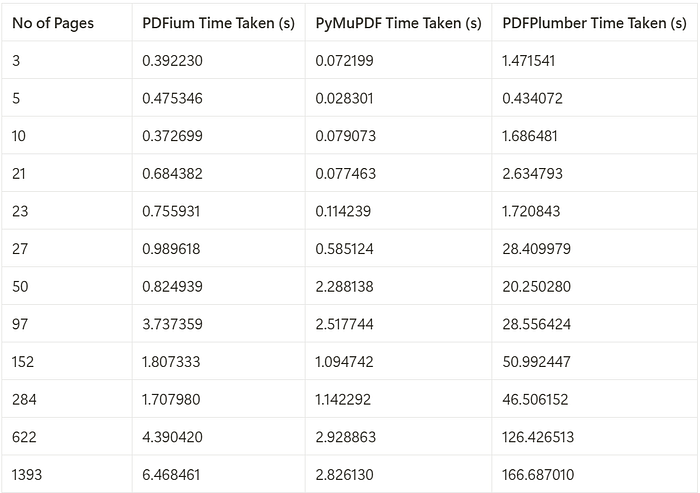 No of Pages PDFium Time Taken (s) PyMuPDF Time Taken (s) PDFPlumber Time Taken (s)
3 0.392230 0.072199 1.471541
5 0.475346 0.028301 0.434072
10 0.372699 0.079073 1.686481
21 0.684382 0.077463 2.634793
23 0.755931 0.114239 1.720843
27 0.989618 0.585124 28.409979
50 0.824939 2.288138 20.250280
97 3.737359 2.517744 28.556424
152 1.807333 1.094742 50.992447
284 1.707980 1.142292 46.506152
622 4.390420 2.928863 126.426513
1393 6.468461 2.826130 166.687010